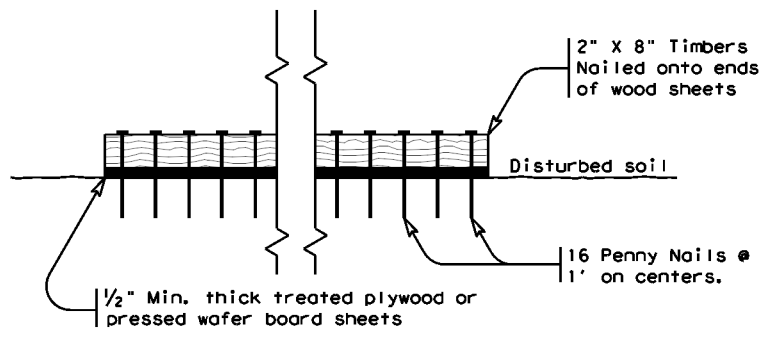 2" X 8" Timbers
Nailed onto ends
of wood sheets
Disturbed soil
16 Penny Nails @
1' on centers.
½" Min. thick treated plywood or
pressed wafer board sheets